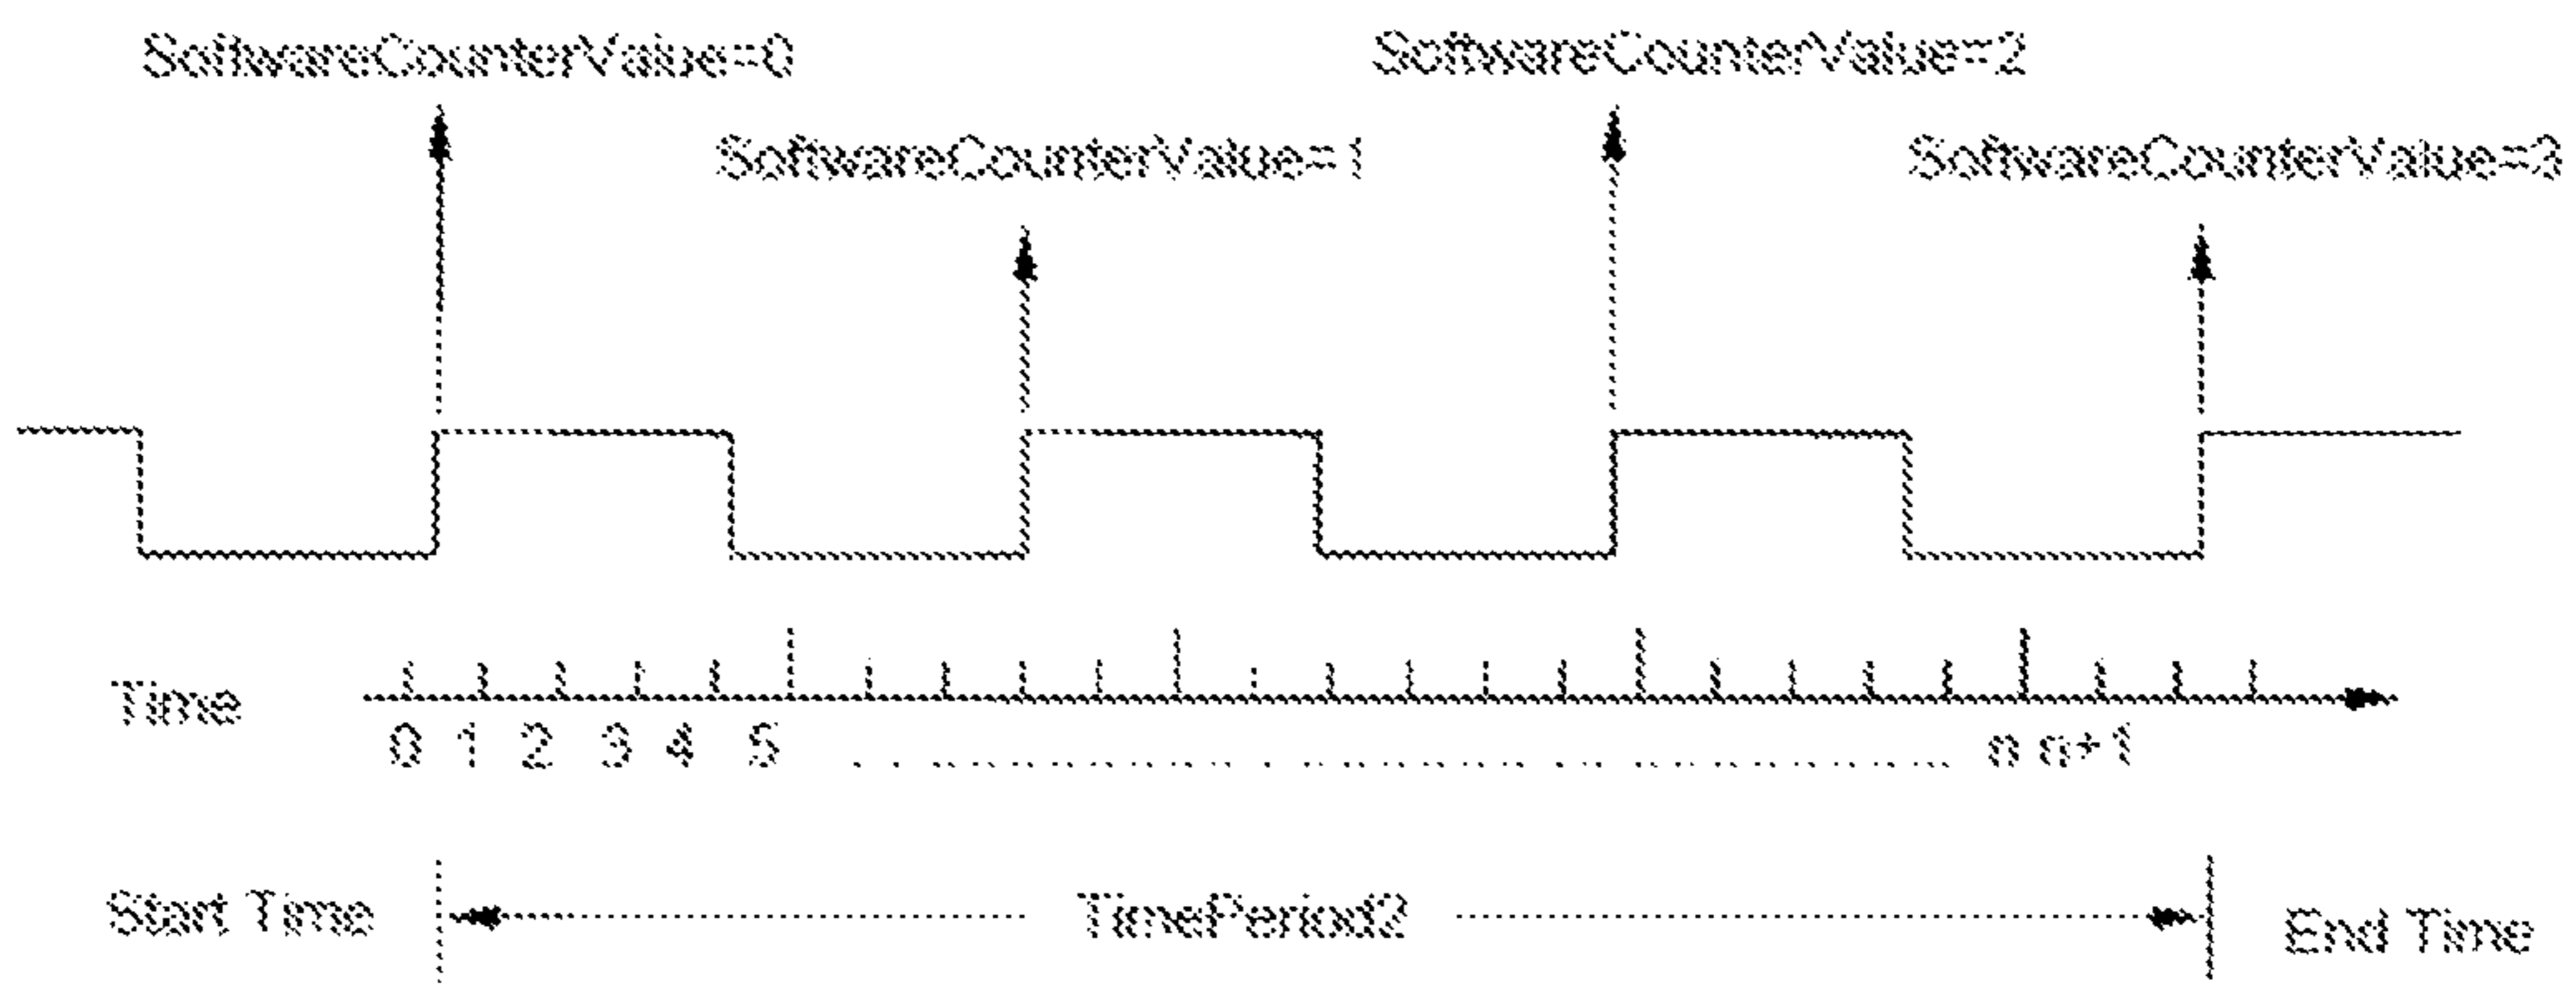 SoftwareCounterValue=0
SoftwareCounterValue=2
SoftwareCounterValue=1
SoftwareCounterValue=3
Time
0 1 2 3 4 5 n n+1
Start Time
TimePeriod2
End Time